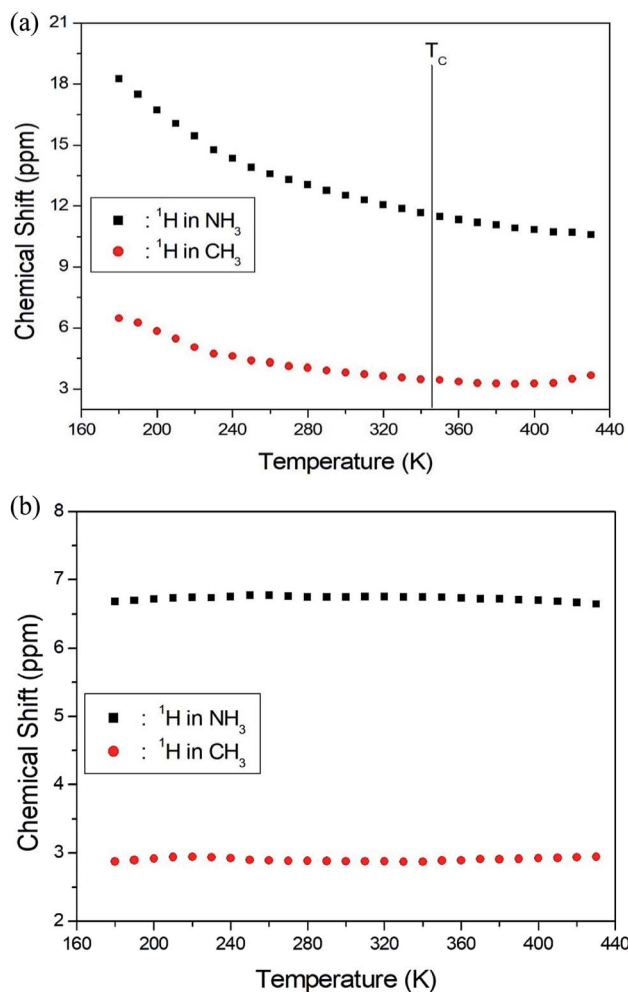 (a)
21
18
15
12
9
6
3
Chemical Shift (ppm)
T_C
■ : ¹H in NH₃
● : ¹H in CH₃
160 200 240 280 320 360 400 440
Temperature (K)
(b)
8
7
6
5
4
3
2
Chemical Shift (ppm)
■ : ¹H in NH₃
● : ¹H in CH₃
160 200 240 280 320 360 400 440
Temperature (K)